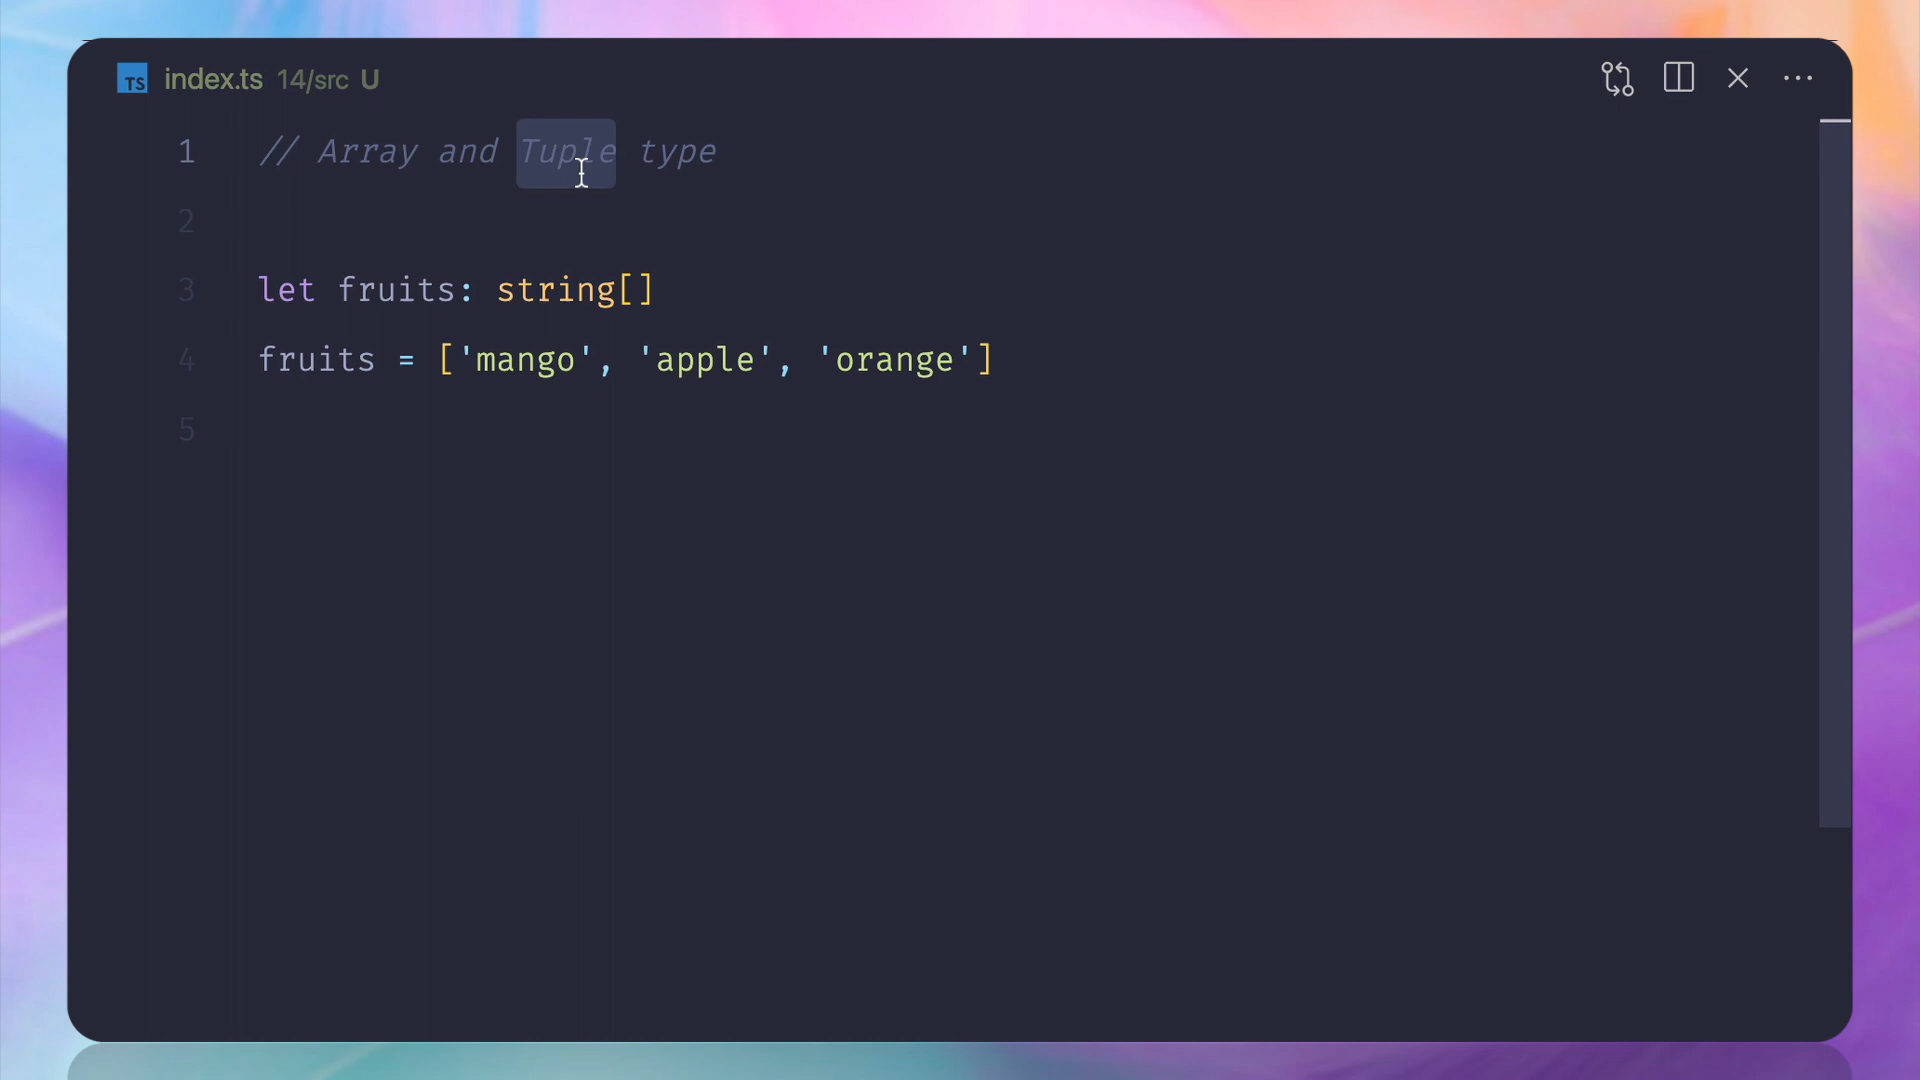 TS index.ts 14/src U
1 // Array and Tuple type
2
3 let fruits: string[]
4 fruits = ['mango', 'apple', 'orange']
5